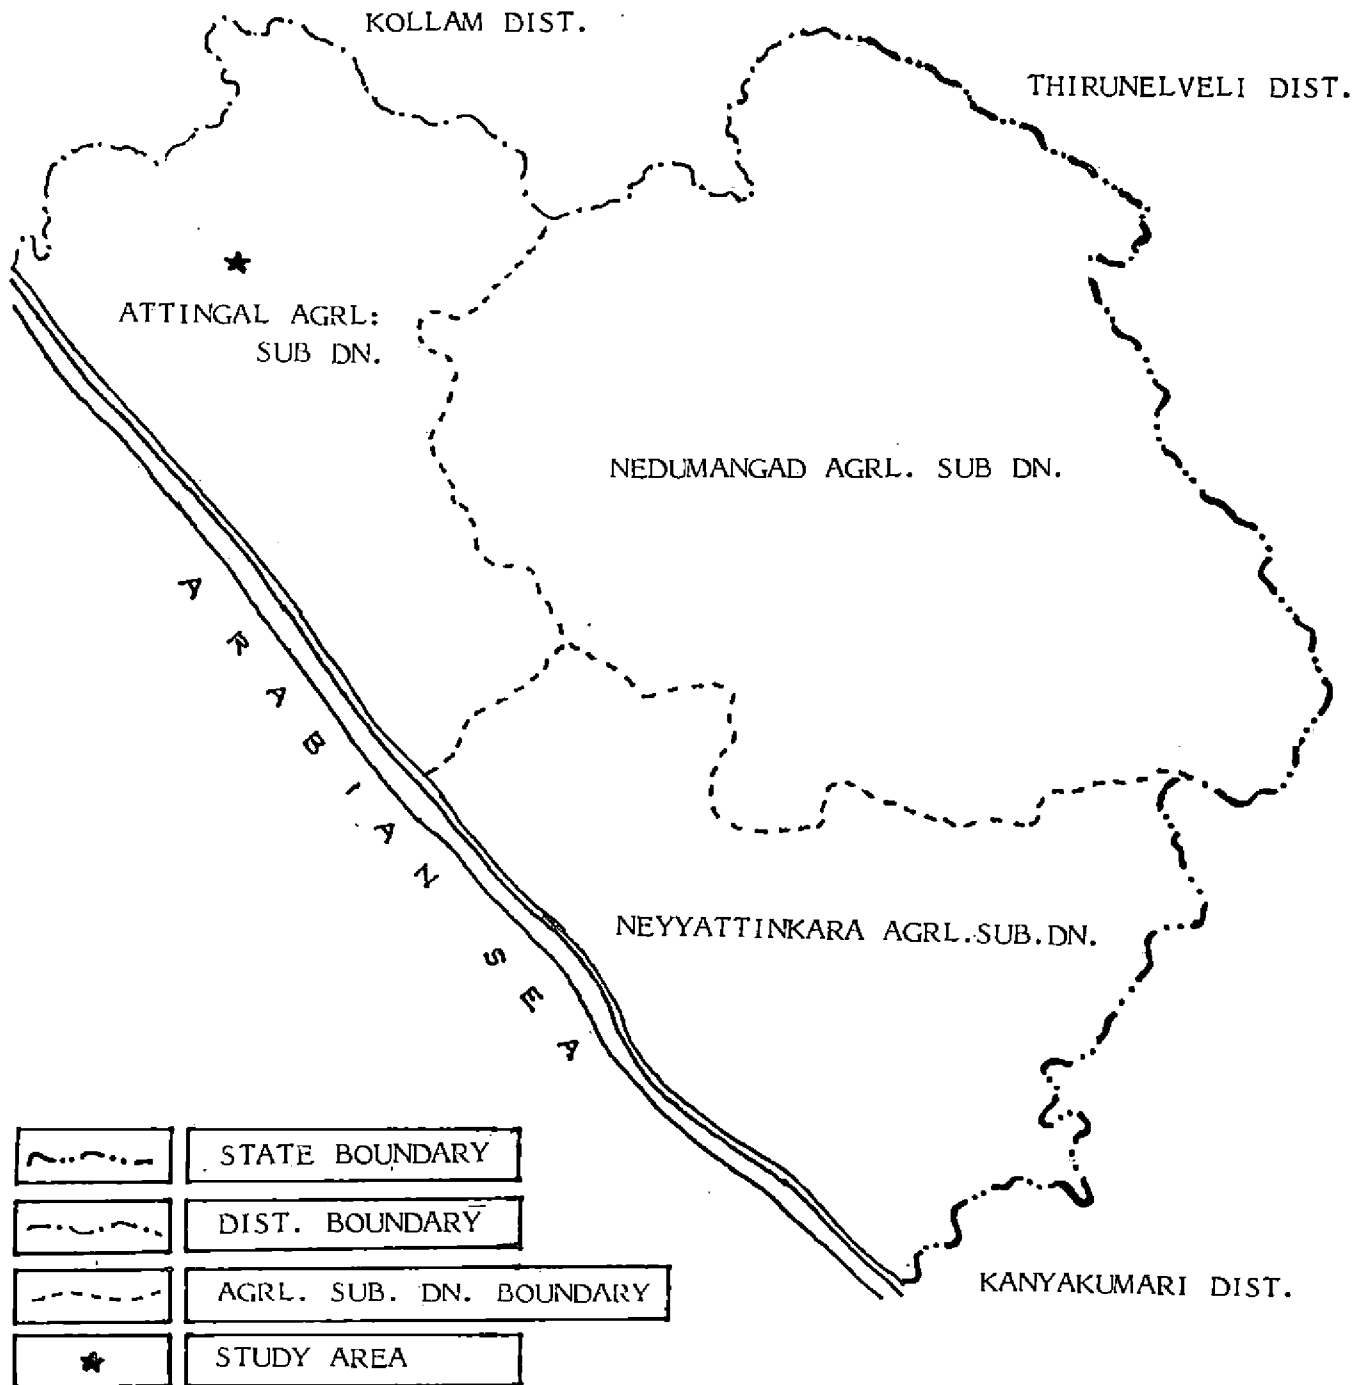 KOLLAM DIST.
THIRUNELVELI DIST.
ATTINGAL AGRL:
SUB DN.
NEDUMANGAD AGRL. SUB DN.
ARABIAN SEA
NEYYATTINKARA AGRL.SUB.DN.
KANYAKUMARI DIST.
STATE BOUNDARY
DIST. BOUNDARY
AGRL. SUB. DN. BOUNDARY
STUDY AREA